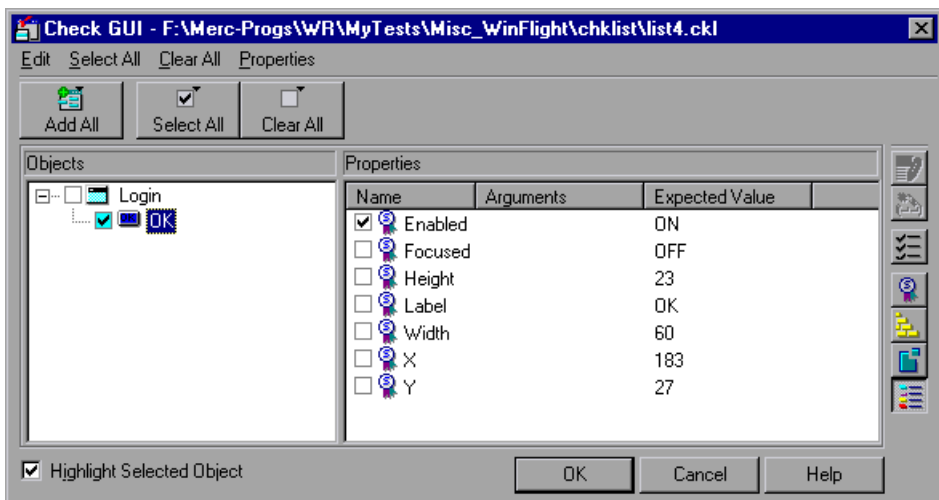 Check GUI - F:\Merc-Progs\WR\MyTests\Misc_WinFlight\chklist\list4.ckl
Edit Select All Clear All Properties
Add All Select All Clear All
Objects Properties
Login
OK
Name Arguments Expected Value
Enabled ON
Focused OFF
Height 23
Label OK
Width 60
X 183
Y 27
Highlight Selected Object OK Cancel Help